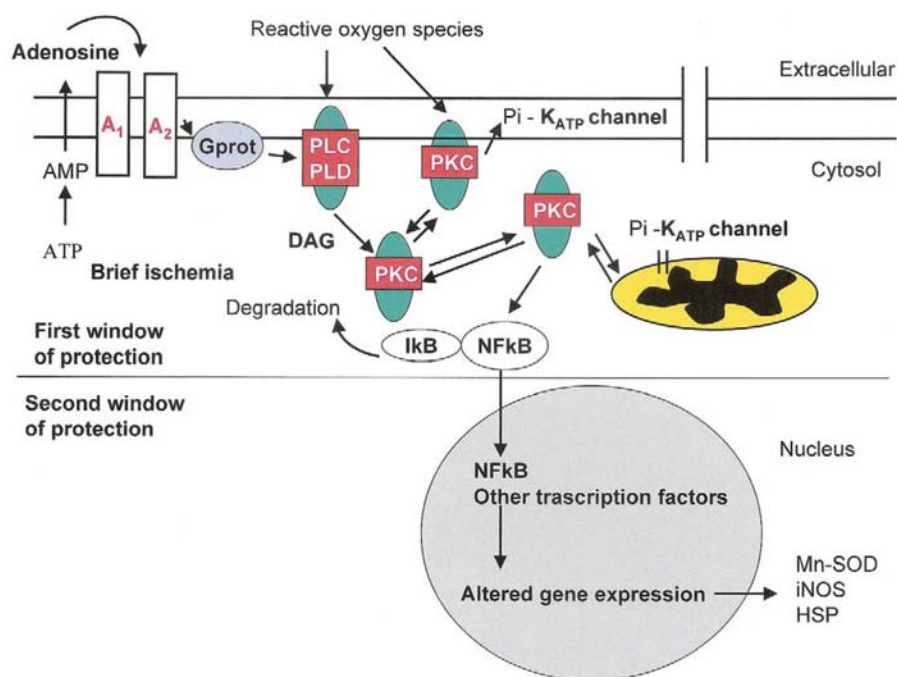 Reactive oxygen species
Adenosine
Extracellular
A1
A2
Pi - KATP channel
Gprot
PLC
PLD
PKC
Cytosol
AMP
PKC
DAG
Pi -KATP channel
ATP
PKC
Brief ischemia
Degradation
First window
of protection
IkB
NFkB
Second window
of protection
Nucleus
NFkB
Other trascription factors
Altered gene expression
Mn-SOD
iNOS
HSP